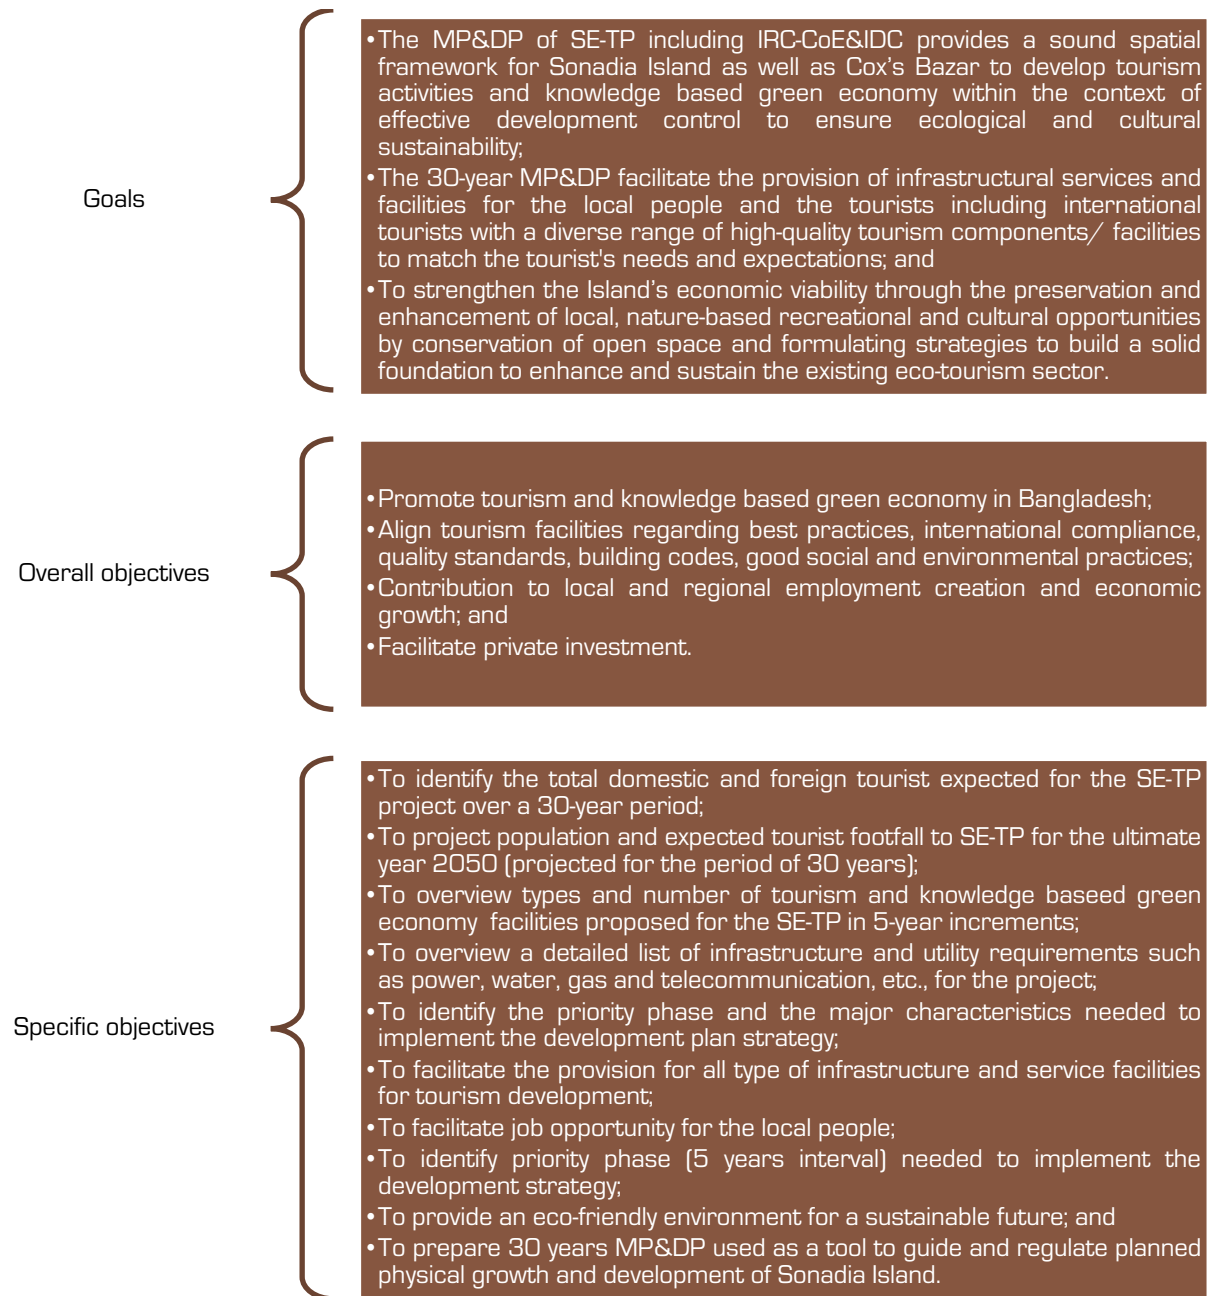 Goals
•The MP&DP of SE-TP including IRC-CoE&IDC provides a sound spatial
framework for Sonadia Island as well as Cox's Bazar to develop tourism
activities and knowledge based green economy within the context of
effective development control to ensure ecological and cultural
sustainability;
•The 30-year MP&DP facilitate the provision of infrastructural services and
facilities for the local people and the tourists including international
tourists with a diverse range of high-quality tourism components/ facilities
to match the tourist's needs and expectations; and
•To strengthen the Island's economic viability through the preservation and
enhancement of local, nature-based recreational and cultural opportunities
by conservation of open space and formulating strategies to build a solid
foundation to enhance and sustain the existing eco-tourism sector.
Overall objectives
•Promote tourism and knowledge based green economy in Bangladesh;
•Align tourism facilities regarding best practices, international compliance,
quality standards, building codes, good social and environmental practices;
•Contribution to local and regional employment creation and economic
growth; and
•Facilitate private investment.
Specific objectives
•To identify the total domestic and foreign tourist expected for the SE-TP
project over a 30-year period;
•To project population and expected tourist footfall to SE-TP for the ultimate
year 2050 (projected for the period of 30 years);
•To overview types and number of tourism and knowledge baseed green
economy facilities proposed for the SE-TP in 5-year increments;
•To overview a detailed list of infrastructure and utility requirements such
as power, water, gas and telecommunication, etc., for the project;
•To identify the priority phase and the major characteristics needed to
implement the development plan strategy;
•To facilitate the provision for all type of infrastructure and service facilities
for tourism development;
•To facilitate job opportunity for the local people;
•To identify priority phase (5 years interval) needed to implement the
development strategy;
•To provide an eco-friendly environment for a sustainable future; and
•To prepare 30 years MP&DP used as a tool to guide and regulate planned
physical growth and development of Sonadia Island.